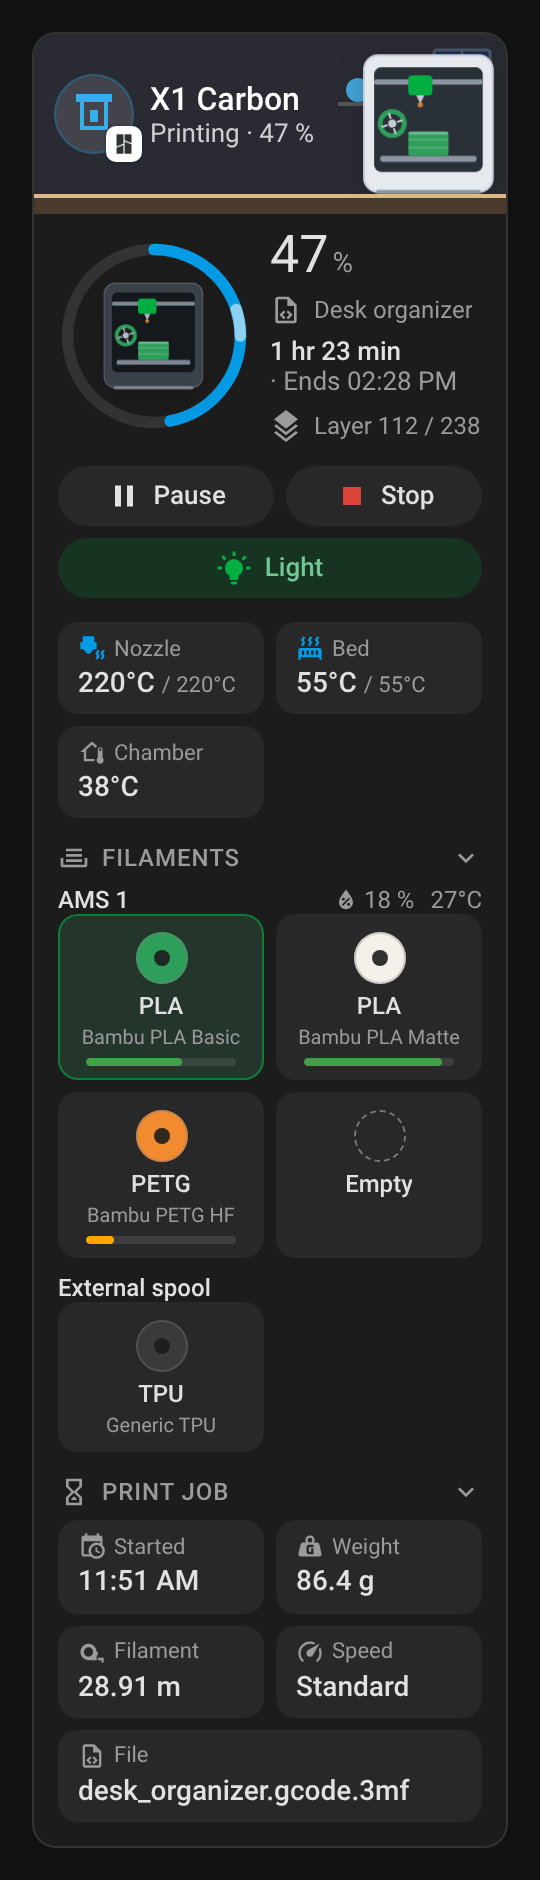 X1 Carbon
Printing · 47 %
47 %
Desk organizer
1 hr 23 min
· Ends 02:28 PM
Layer 112 / 238
Pause
Stop
Light
Nozzle
220°C / 220°C
Bed
55°C / 55°C
Chamber
38°C
FILAMENTS
AMS 1
18 % 27°C
PLA
Bambu PLA Basic
PLA
Bambu PLA Matte
PETG
Bambu PETG HF
Empty
External spool
TPU
Generic TPU
PRINT JOB
Started
11:51 AM
Weight
86.4 g
Filament
28.91 m
Speed
Standard
File
desk_organizer.gcode.3mf